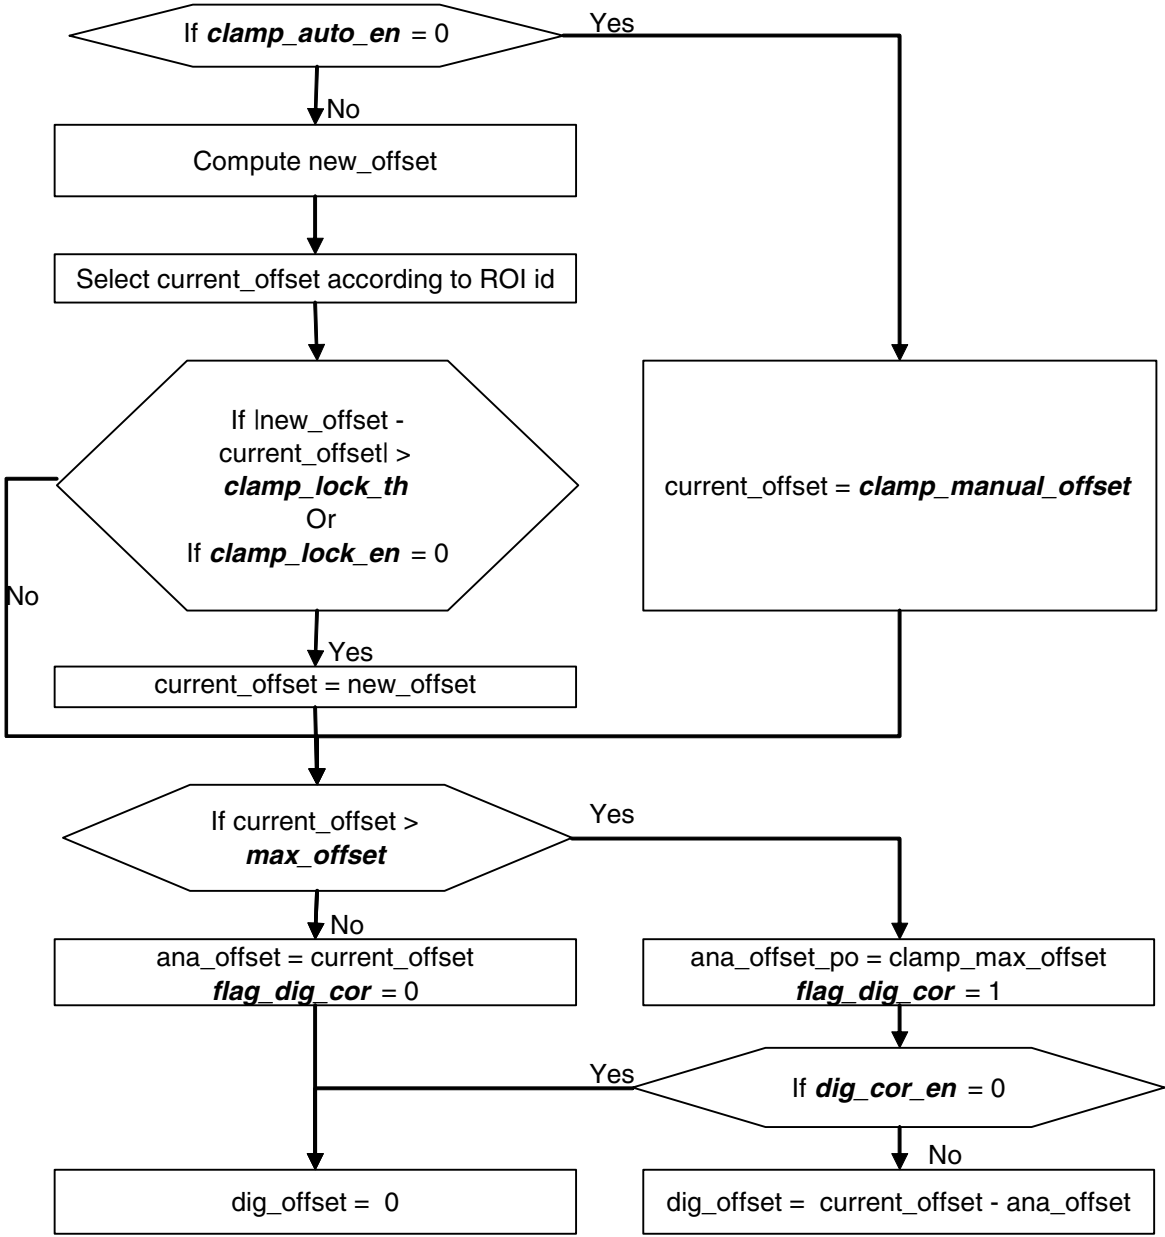 If clamp_auto_en = 0
Yes
No
Compute new_offset
Select current_offset according to ROI id
If |new_offset -
current_offset| >
clamp_lock_th
Or
If clamp_lock_en = 0
current_offset = clamp_manual_offset
No
Yes
current_offset = new_offset
If current_offset >
max_offset
Yes
No
ana_offset = current_offset
flag_dig_cor = 0
ana_offset_po = clamp_max_offset
flag_dig_cor = 1
Yes
If dig_cor_en = 0
No
dig_offset = 0
dig_offset = current_offset - ana_offset